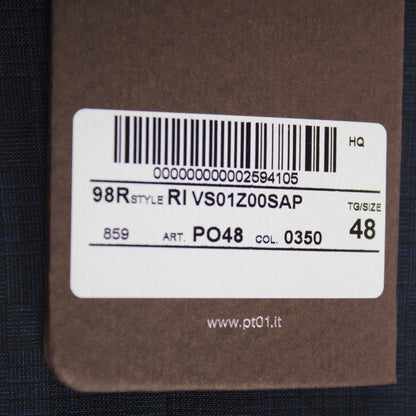 HQ
000000000002594105
98R STYLE RI VS01Z00SAP TG/SIZE
859 ART. PO48 COL. 0350 48
www.pt01.it